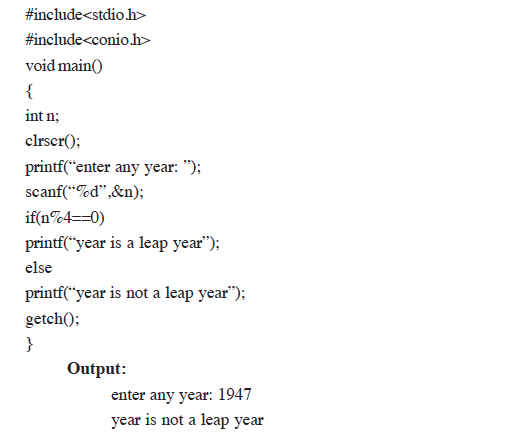 #include<stdio.h>
#include<conio.h>
void main()
{
int n;
clrscr();
printf(“enter any year: ”);
scanf(“%d”,&n);
if(n%4==0)
printf(“year is a leap year”);
else
printf(“year is not a leap year”);
getch();
}
Output:
enter any year: 1947
year is not a leap year